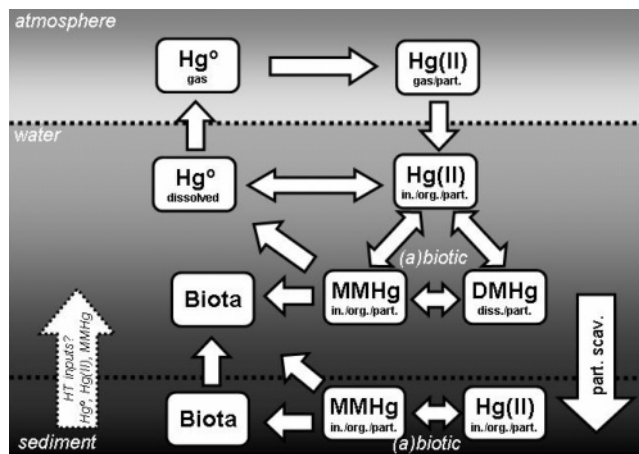 atmosphere
Hg°
gas
Hg(II)
gas/part.
water
Hg°
dissolved
Hg(II)
in./org./part.
(a)biotic
Biota
MMHg
in./org./part.
DMHg
diss./part.
HT inputs?
Hg°, Hg(II), MMHg
part. scav.
Biota
MMHg
in./org./part.
Hg(II)
in./org./part.
(a)biotic
sediment